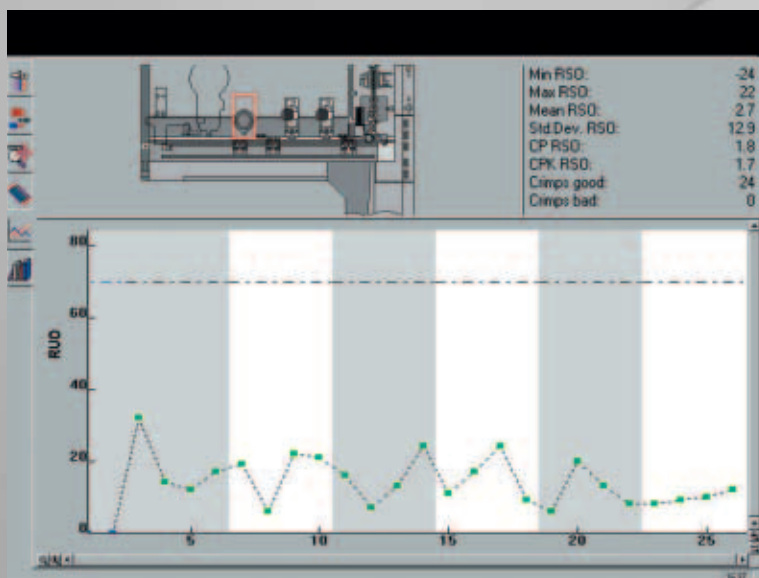 Min RSO: -24
Max RSO: 22
Mean RSO: -2.7
Std.Dev. RSO: 12.9
CP RSO: 1.8
CPK RSO: 1.7
Crimps good: 24
Crimps bad: 0
80
60
40
20
0
RUO
5 10 15 20 25